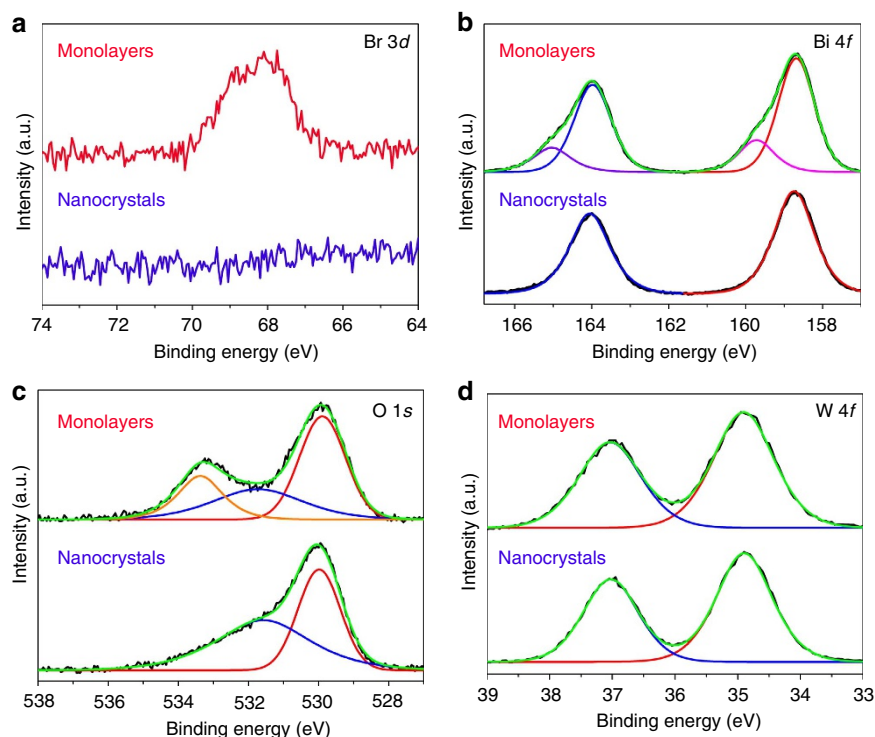 a
Br 3d
Monolayers
Nanocrystals
Intensity (a.u.)
74 72 70 68 66 64
Binding energy (eV)
b
Bi 4f
Monolayers
Nanocrystals
Intensity (a.u.)
166 164 162 160 158
Binding energy (eV)
c
O 1s
Monolayers
Nanocrystals
Intensity (a.u.)
538 536 534 532 530 528
Binding energy (eV)
d
W 4f
Monolayers
Nanocrystals
Intensity (a.u.)
39 38 37 36 35 34 33
Binding energy (eV)